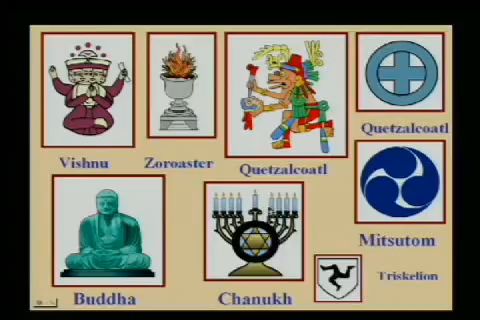 Vishnu
Zoroaster
Quetzalcoatl
Quetzalcoatl
Mitsutom
Buddha
Chanukh
Triskelion